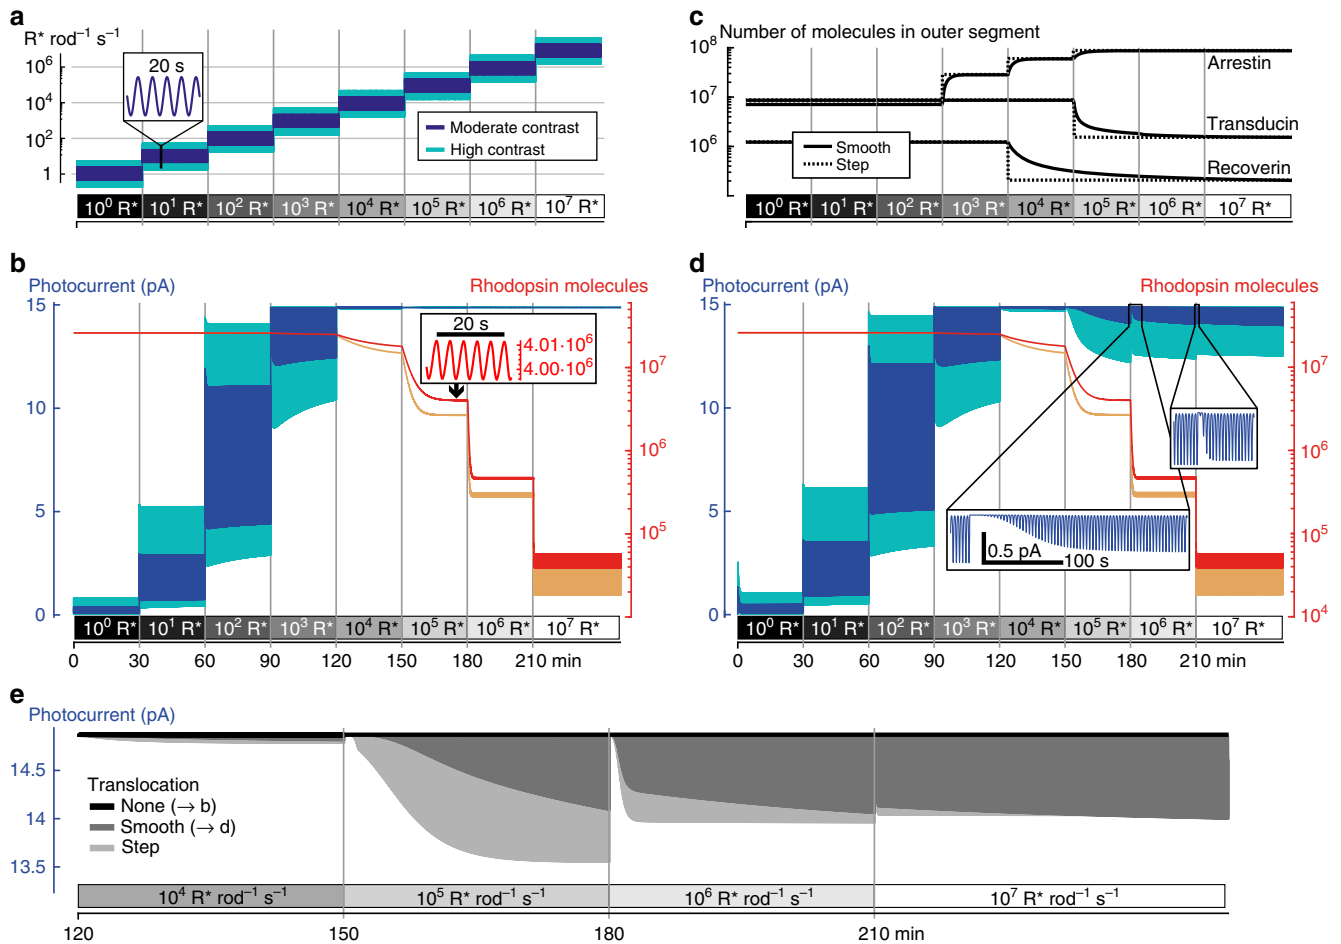 a
R* rod⁻¹ s⁻¹
10⁶
10⁴
10²
1
20 s
Moderate contrast
High contrast
10⁰ R* 10¹ R* 10² R* 10³ R* 10⁴ R* 10⁵ R* 10⁶ R* 10⁷ R*
c
Number of molecules in outer segment
10⁸
10⁷
10⁶
Arrestin
Transducin
Recoverin
Smooth
Step
10⁰ R* 10¹ R* 10² R* 10³ R* 10⁴ R* 10⁵ R* 10⁶ R* 10⁷ R*
b
Photocurrent (pA)
Rhodopsin molecules
15
10
5
0
20 s
4.01·10⁶
4.00·10⁶
10⁷
10⁶
10⁵
10⁰ R* 10¹ R* 10² R* 10³ R* 10⁴ R* 10⁵ R* 10⁶ R* 10⁷ R*
0 30 60 90 120 150 180 210 min
d
Photocurrent (pA)
Rhodopsin molecules
15
10
5
0
0.5 pA
100 s
10⁷
10⁶
10⁵
10⁴
10⁰ R* 10¹ R* 10² R* 10³ R* 10⁴ R* 10⁵ R* 10⁶ R* 10⁷ R*
0 30 60 90 120 150 180 210 min
e
Photocurrent (pA)
14.5
14
13.5
Translocation
None (→ b)
Smooth (→ d)
Step
10⁴ R* rod⁻¹ s⁻¹ 10⁵ R* rod⁻¹ s⁻¹ 10⁶ R* rod⁻¹ s⁻¹ 10⁷ R* rod⁻¹ s⁻¹
120 150 180 210 min